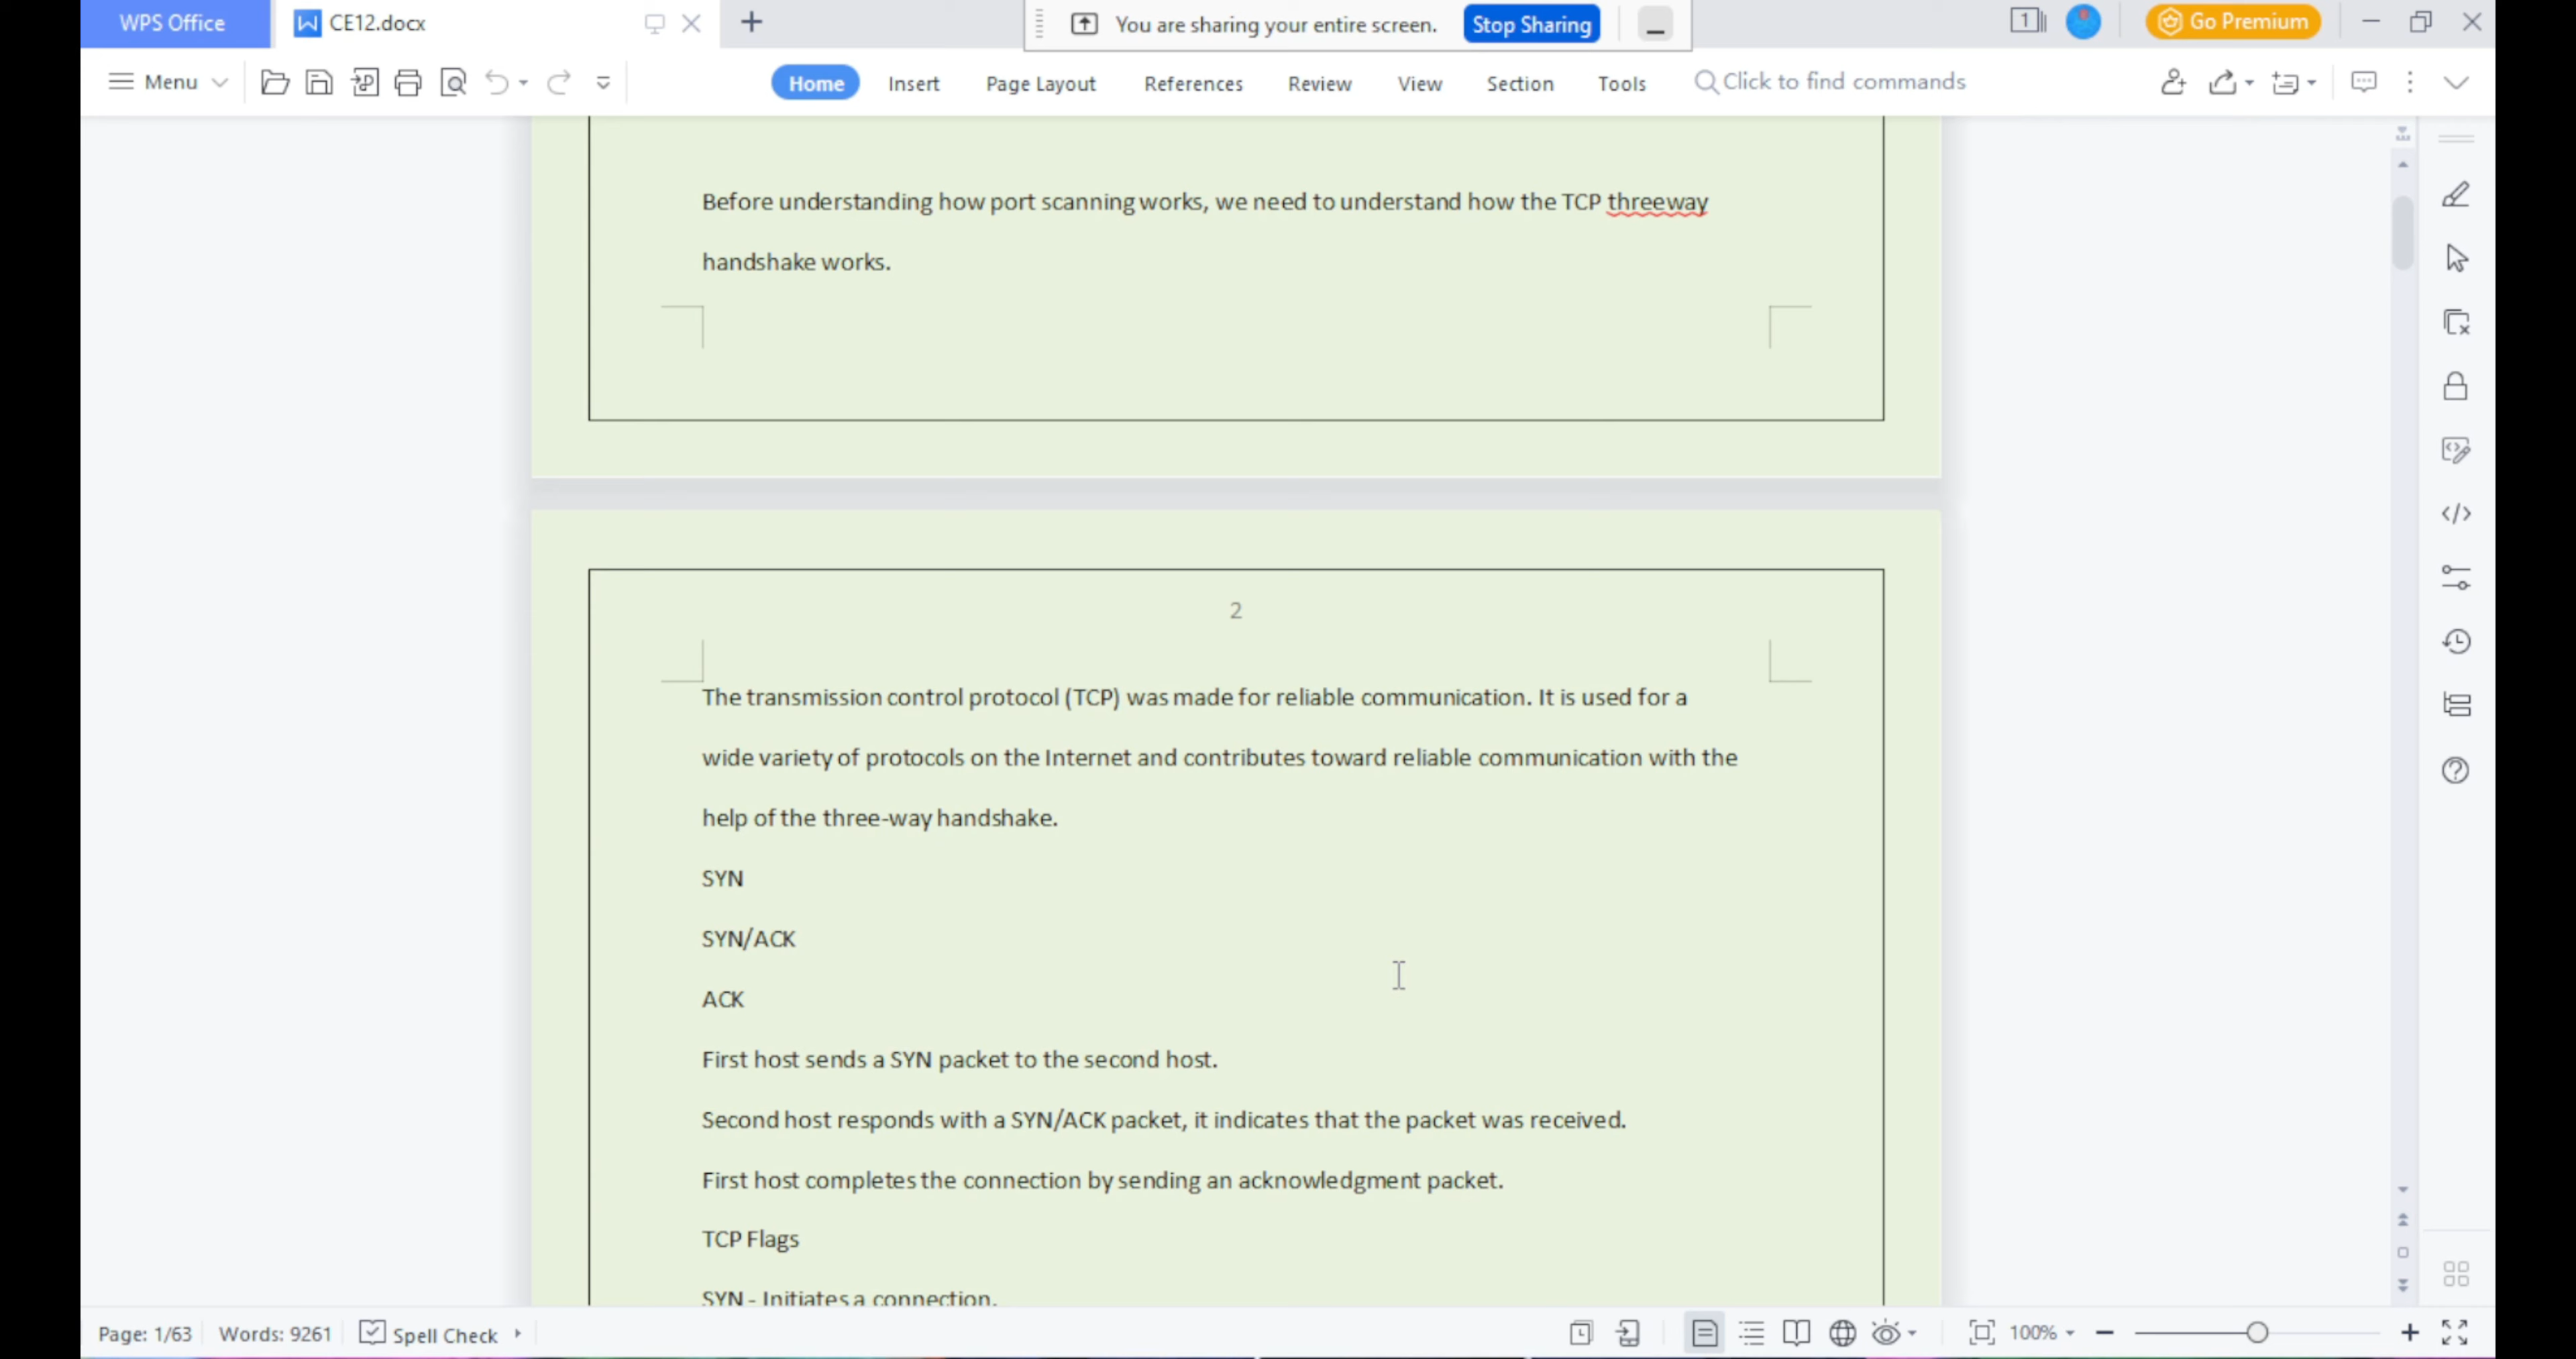 WPS Office
CE12.docx
You are sharing your entire screen.
Stop Sharing
1
Go Premium
Menu
Home
Insert
Page Layout
References
Review
View
Section
Tools
Click to find commands
Before understanding how port scanning works, we need to understand how the TCP threeway
handshake works.
2
The transmission control protocol (TCP) was made for reliable communication. It is used for a
wide variety of protocols on the Internet and contributes toward reliable communication with the
help of the three-way handshake.
SYN
SYN/ACK
ACK
First host sends a SYN packet to the second host.
Second host responds with a SYN/ACK packet, it indicates that the packet was received.
First host completes the connection by sending an acknowledgment packet.
TCP Flags
SYN - Initiates a connection.
Page: 1/63
Words: 9261
Spell Check
100%